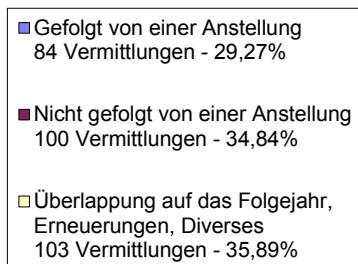 Gefolgt von einer Anstellung
84 Vermittlungen - 29,27%
Nicht gefolgt von einer Anstellung
100 Vermittlungen - 34,84%
Überlappung auf das Folgejahr,
Erneuerungen, Diverses
103 Vermittlungen - 35,89%